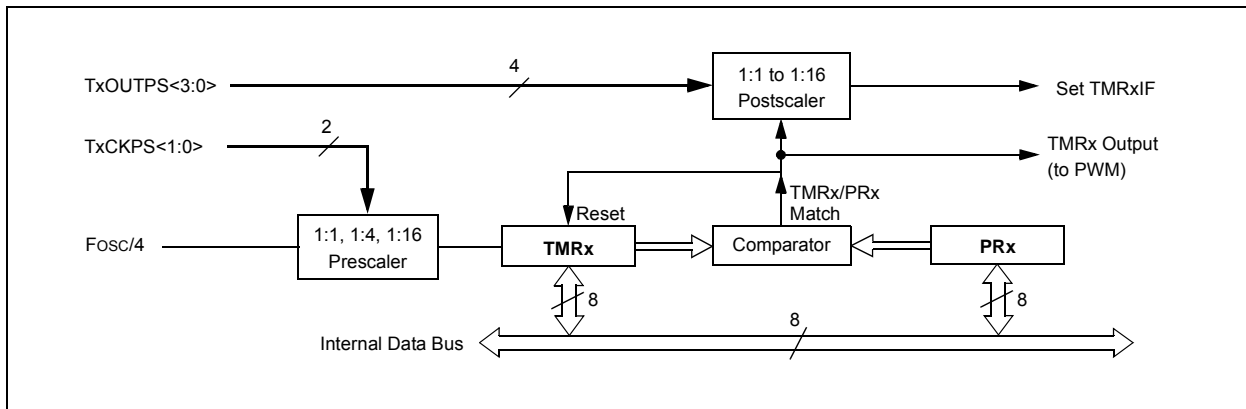 TxOUTPS<3:0>
4
1:1 to 1:16
Postscaler
Set TMRxIF
TxCKPS<1:0>
2
TMRx Output
(to PWM)
TMRx/PRx
Match
Reset
FOSC/4
1:1, 1:4, 1:16
Prescaler
TMRx
Comparator
PRx
8
8
8
Internal Data Bus